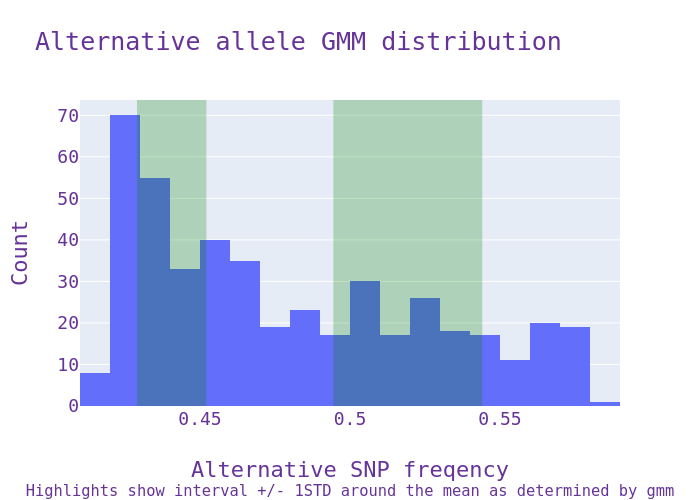 Alternative allele GMM distribution
70
60
50
40
30
20
10
0
Count
0.45
0.5
0.55
Alternative SNP freqency
Highlights show interval +/- 1STD around the mean as determined by gmm